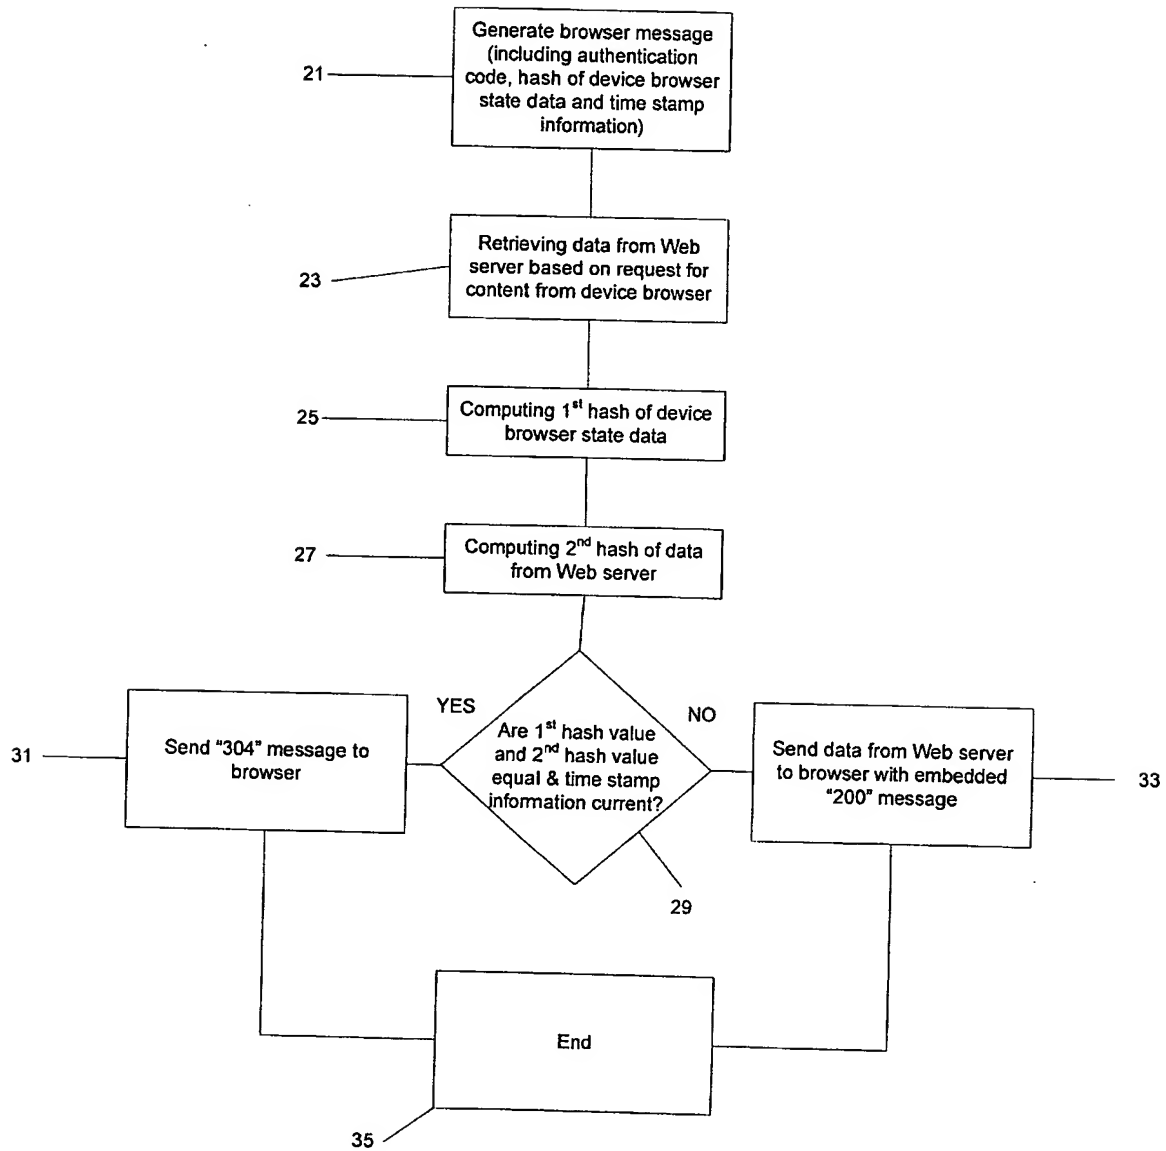 Generate browser message
(including authentication
code, hash of device browser
state data and time stamp
information)
21
Retrieving data from Web
server based on request for
content from device browser
23
Computing 1st hash of device
browser state data
25
Computing 2nd hash of data
from Web server
27
YES
NO
Are 1st hash value
and 2nd hash value
equal & time stamp
information current?
29
Send "304" message to
browser
31
Send data from Web server
to browser with embedded
"200" message
33
End
35